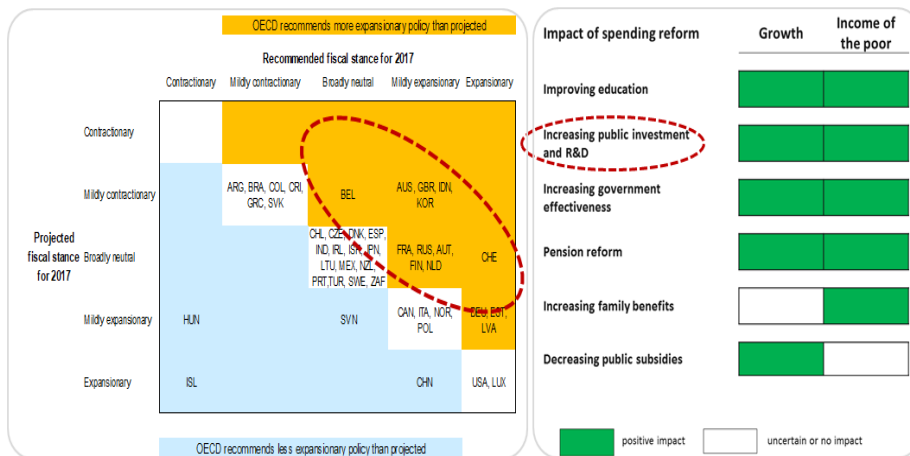 OECD recommends more expansionary policy than projected
Recommended fiscal stance for 2017
Contractionary Mildly contractionary Broadly neutral Mildly expansionary Expansionary
Projected
fiscal stance
for 2017
Contractionary
Mildly contractionary
ARG, BRA, COL, CRI,
GRC, SVK
BEL
AUS, GBR, IDN,
KOR
Broadly neutral
CHL, CZE, DNK, ESP,
IND, IRL, ISR, JPN,
LTU, MEX, NZL,
PRT,TUR, SWE, ZAF
FRA, RUS, AUT,
FIN, NLD
CHE
Mildly expansionary
HUN
SVN
CAN, ITA, NOR,
POL
DEU, EST,
LVA
Expansionary
ISL
CHN
USA, LUX
OECD recommends less expansionary policy than projected
Impact of spending reform
Growth
Income of
the poor
Improving education
Increasing public investment
and R&D
Increasing government
effectiveness
Pension reform
Increasing family benefits
Decreasing public subsidies
positive impact
uncertain or no impact